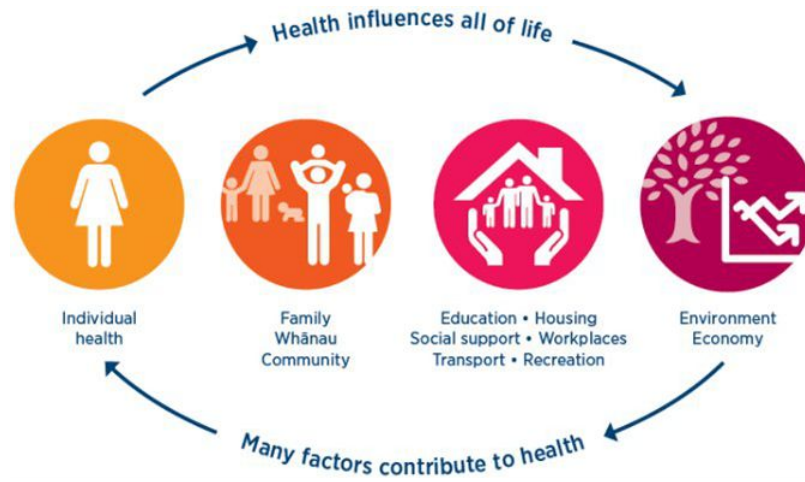 Health influences all of life
Individual
health
Family
Whānau
Community
Education • Housing
Social support • Workplaces
Transport • Recreation
Environment
Economy
Many factors contribute to health